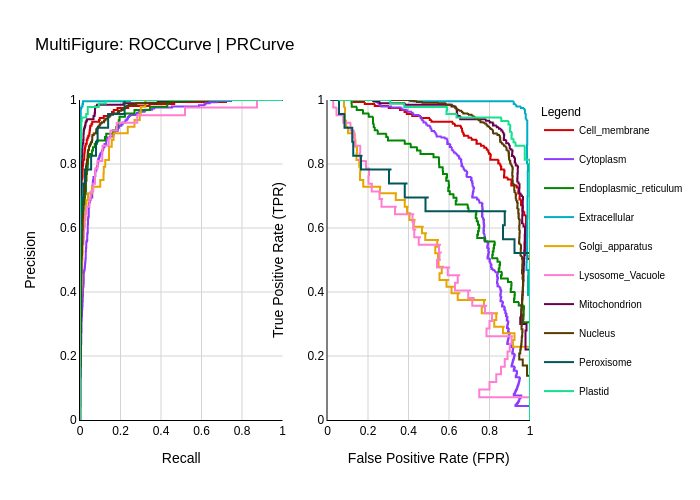 MultiFigure: ROCCurve | PRCurve
1
0.8
0.6
0.4
0.2
0
0
0.2
0.4
0.6
0.8
1
Precision
Recall
1
0.8
0.6
0.4
0.2
0
0
0.2
0.4
0.6
0.8
1
True Positive Rate (TPR)
False Positive Rate (FPR)
Legend
Cell_membrane
Cytoplasm
Endoplasmic_reticulum
Extracellular
Golgi_apparatus
Lysosome_Vacuole
Mitochondrion
Nucleus
Peroxisome
Plastid